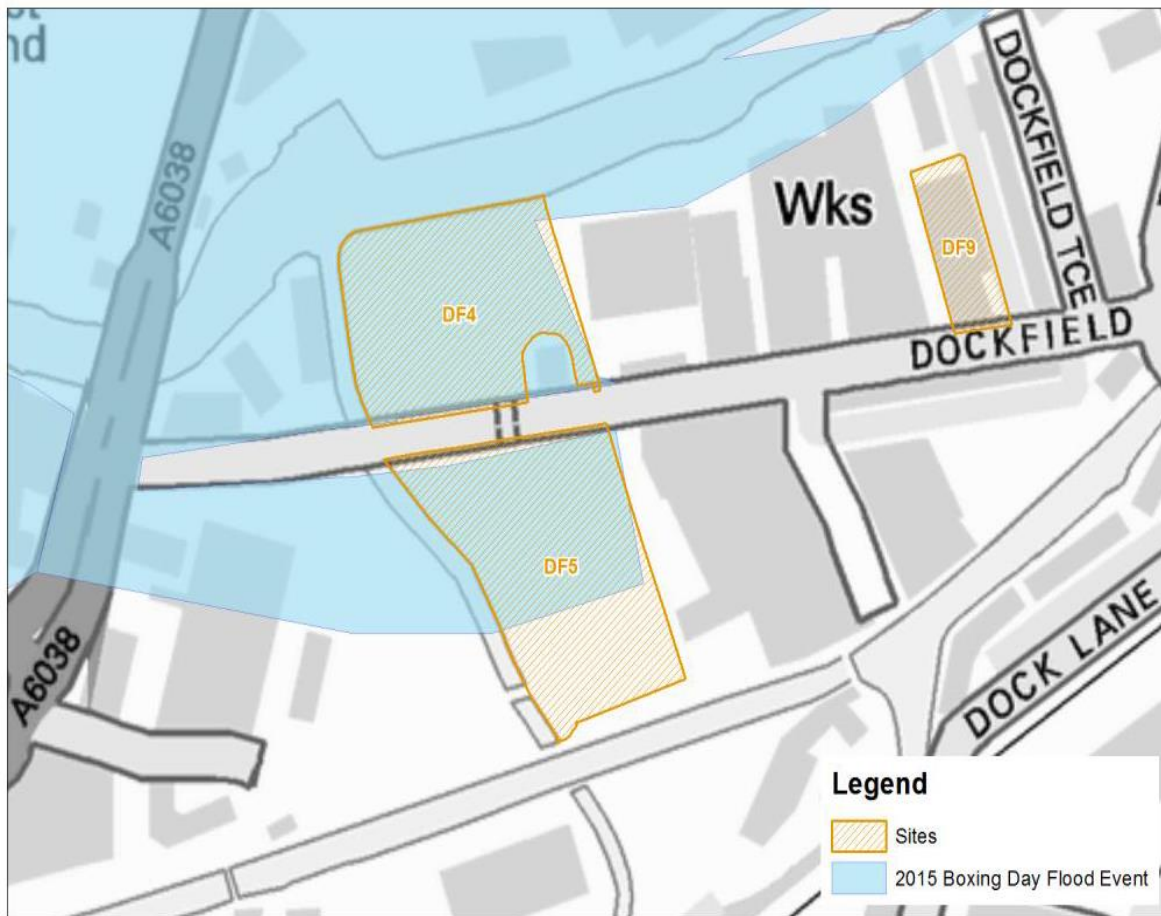 st
nd
A6038
DOCKFIELD TCE
Wks
DF9
DF4
DOCKFIELD
DF5
A6038
DOCK LANE
Legend
Sites
2015 Boxing Day Flood Event